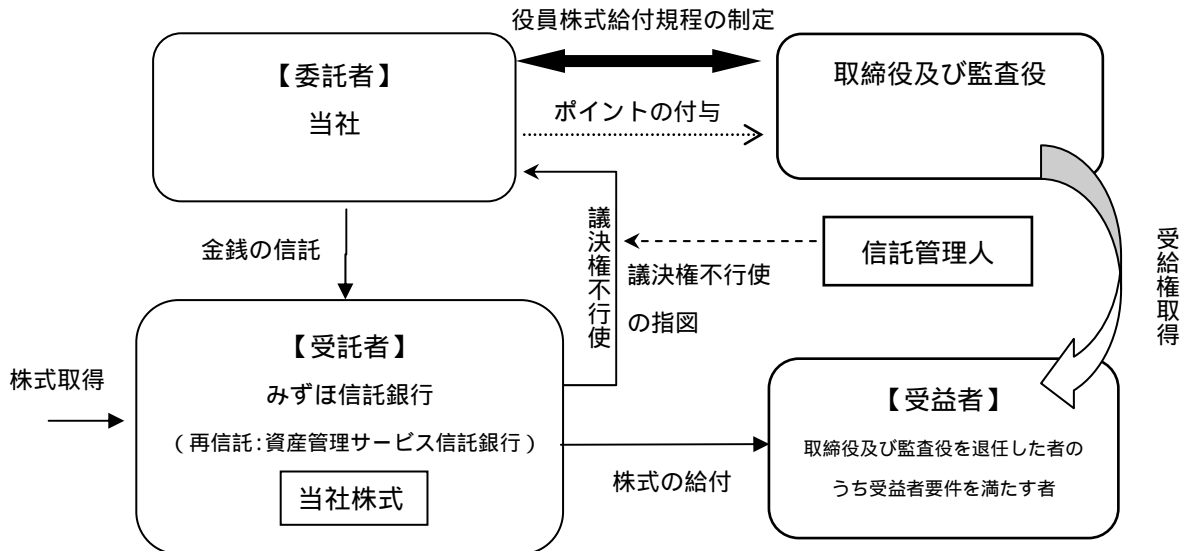 役員株式給付規程の制定
【委託者】
当社
取締役及び監査役
ポイントの付与
金銭の信託
議決権不行使
議決権不行使
の指図
信託管理人
受給権取得
株式取得
【受託者】
みずほ信託銀行
(再信託:資産管理サービス信託銀行)
当社株式
株式の給付
【受益者】
取締役及び監査役を退任した者の
うち受益者要件を満たす者